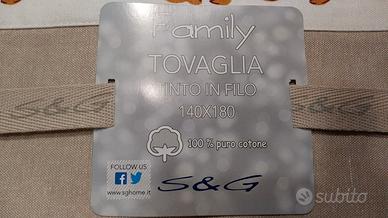 Family
TOVAGLIA
TINTO IN FILO
140X180
S&G
S&G
100 % puro cotone
FOLLOW US
www.sghome.it
S&G
subito